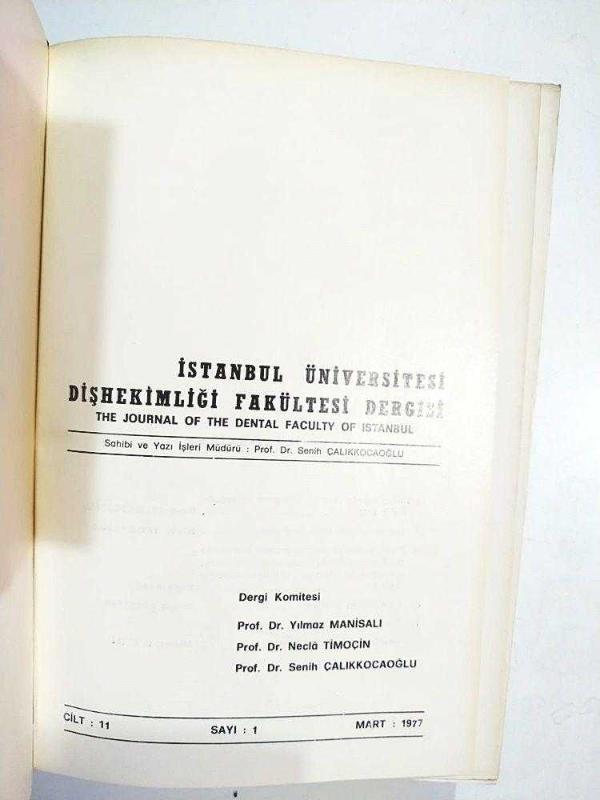 İSTANBUL ÜNİVERSİTESİ
DİŞHEKİMLİĞİ FAKÜLTESİ DERGİSİ
THE JOURNAL OF THE DENTAL FACULTY OF ISTANBUL
Sahibi ve Yazı İşleri Müdürü : Prof. Dr. Senih ÇALIKKOCAOĞLU
Dergi Komitesi
Prof. Dr. Yılmaz MANİSALI
Prof. Dr. Neclâ TİMOÇİN
Prof. Dr. Senih ÇALIKKOCAOĞLU
CİLT : 11 SAYI : 1 MART : 1977